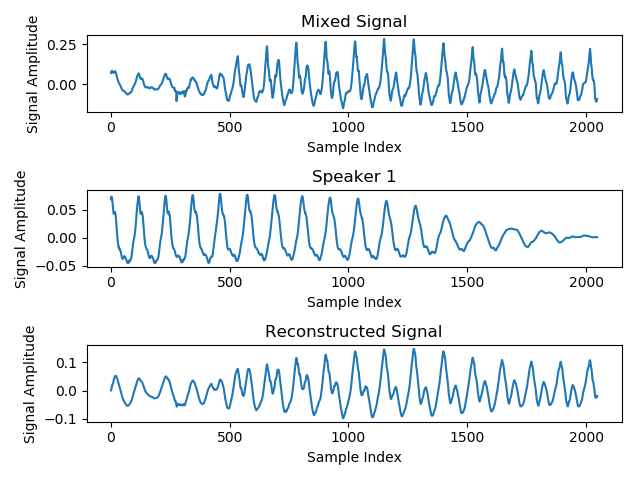 Mixed Signal
Signal Amplitude
0.25
0.00
0 500 1000 1500 2000
Sample Index
Speaker 1
Signal Amplitude
0.05
0.00
−0.05
0 500 1000 1500 2000
Sample Index
Reconstructed Signal
Signal Amplitude
0.1
0.0
−0.1
0 500 1000 1500 2000
Sample Index